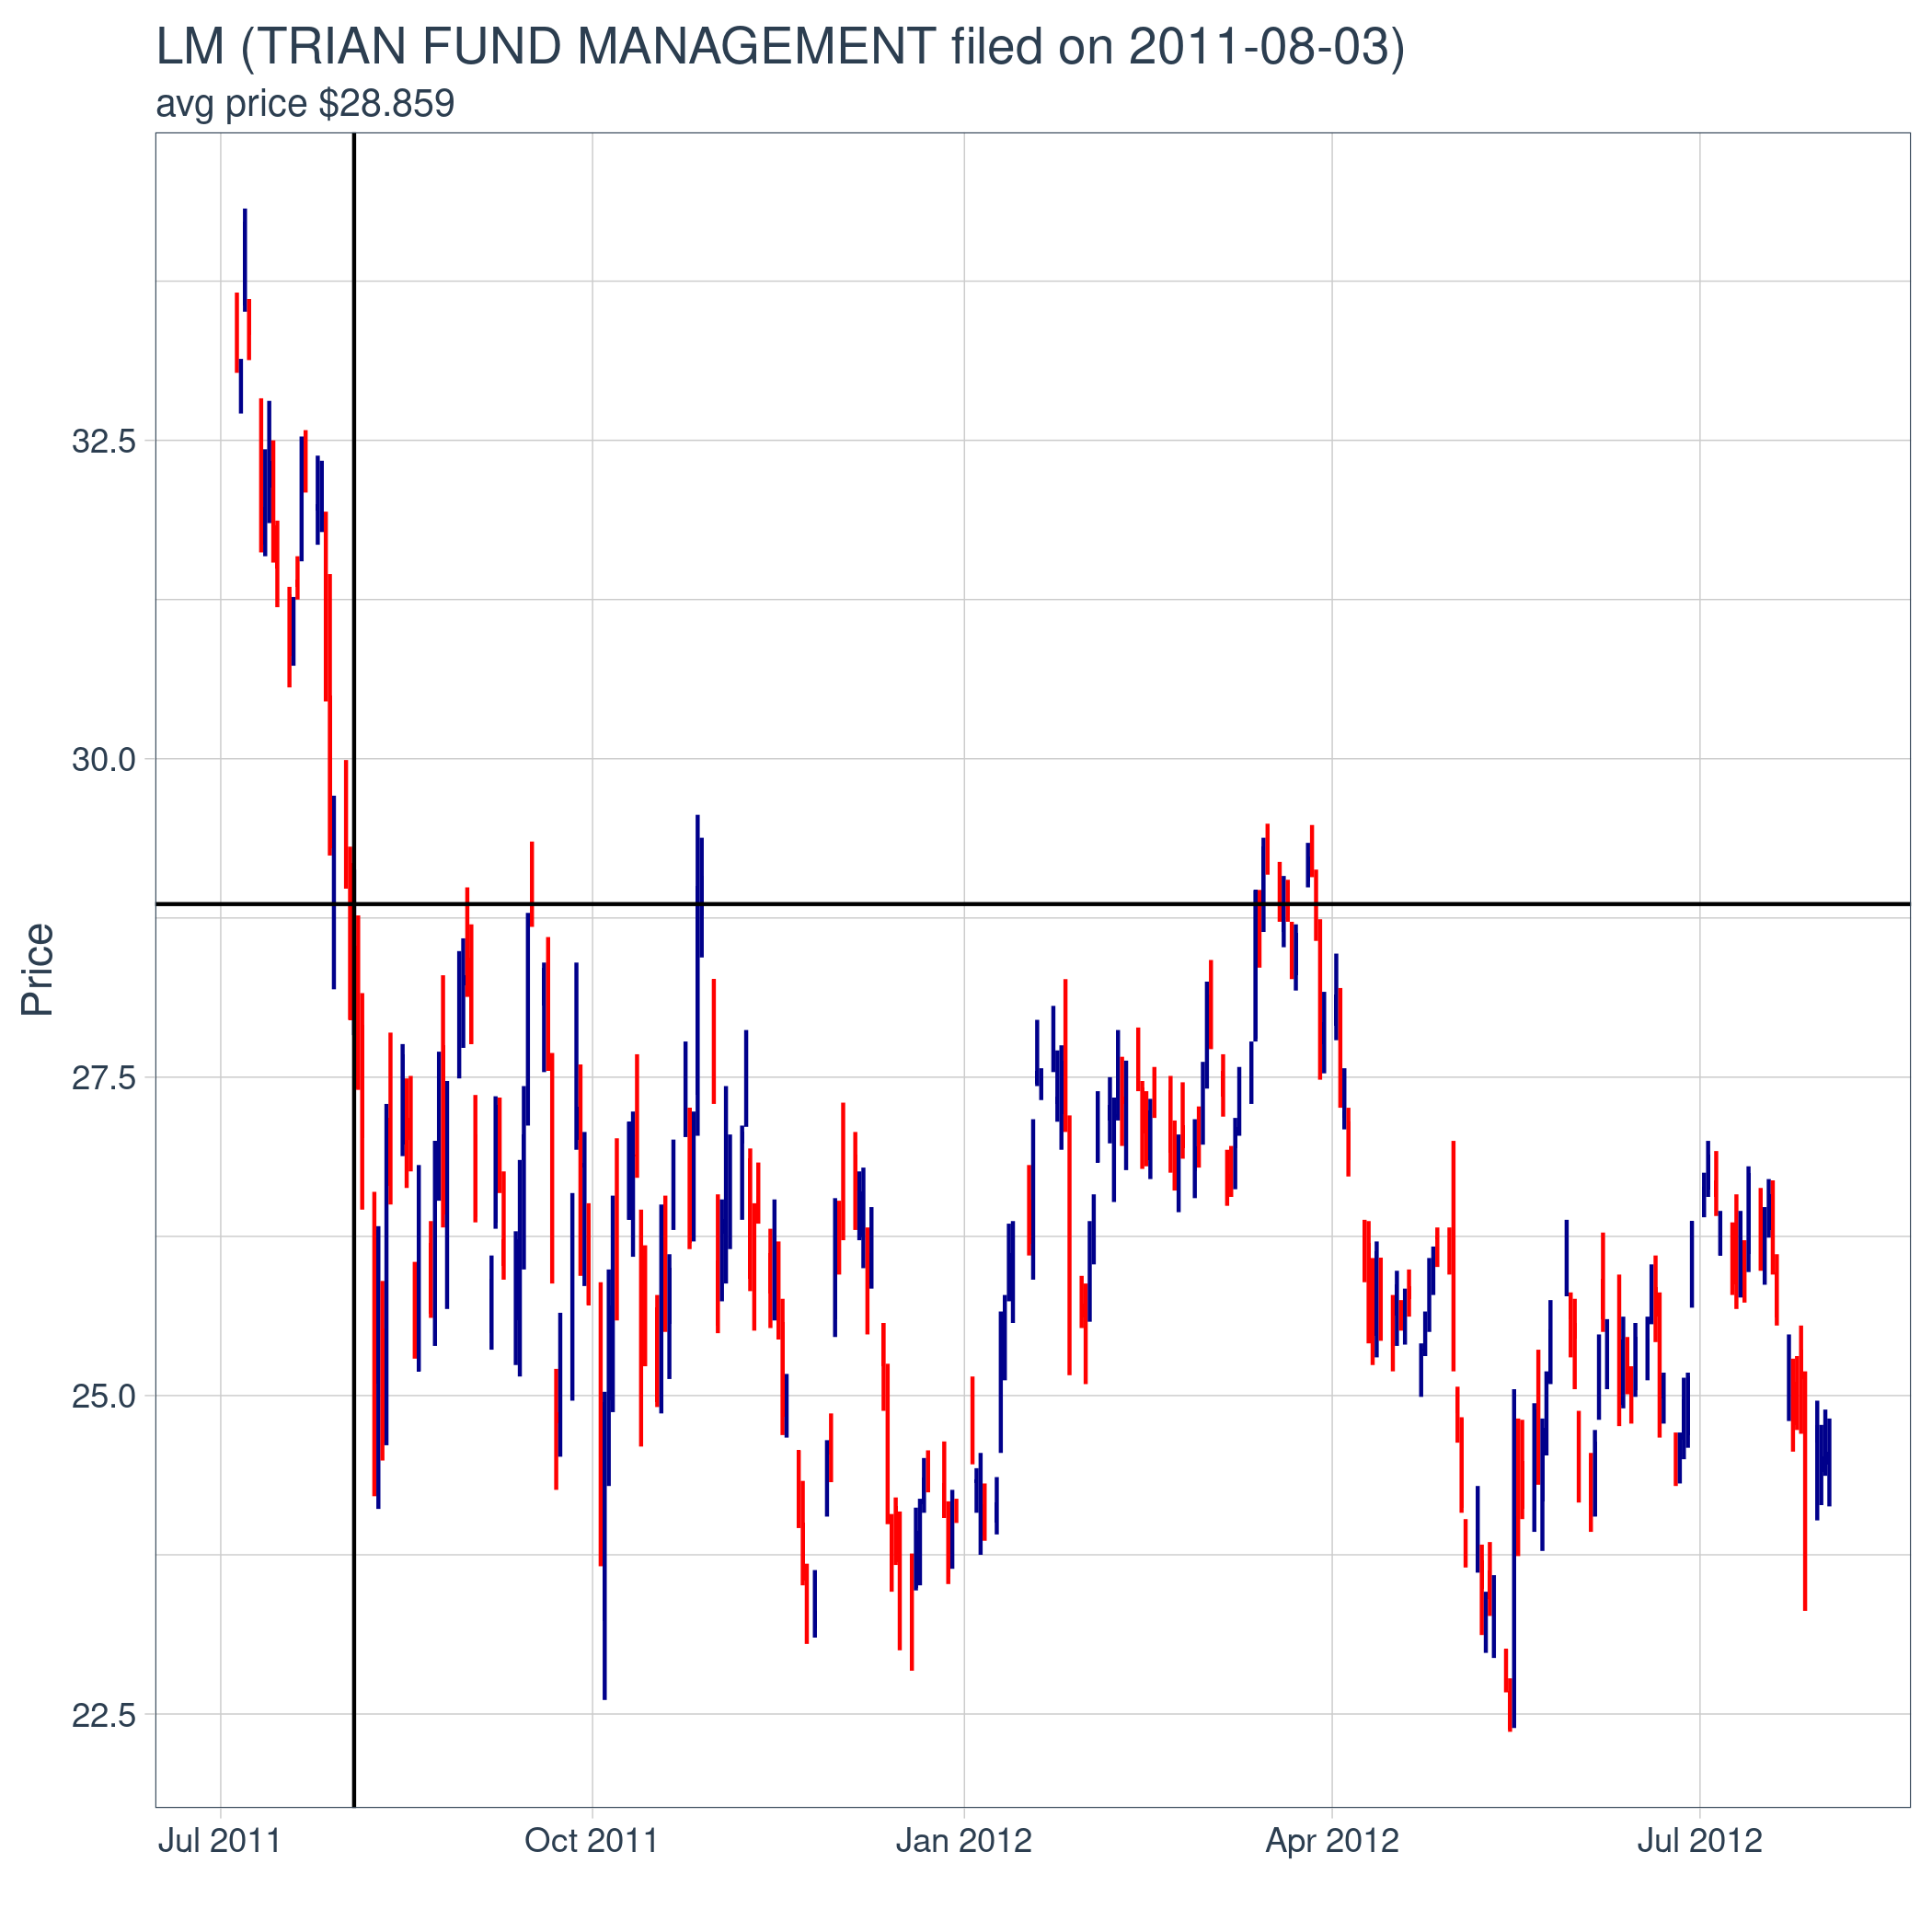 LM (TRIAN FUND MANAGEMENT filed on 2011-08-03)
avg price $28.859
32.5
30.0
27.5
25.0
22.5
Price
Jul 2011
Oct 2011
Jan 2012
Apr 2012
Jul 2012